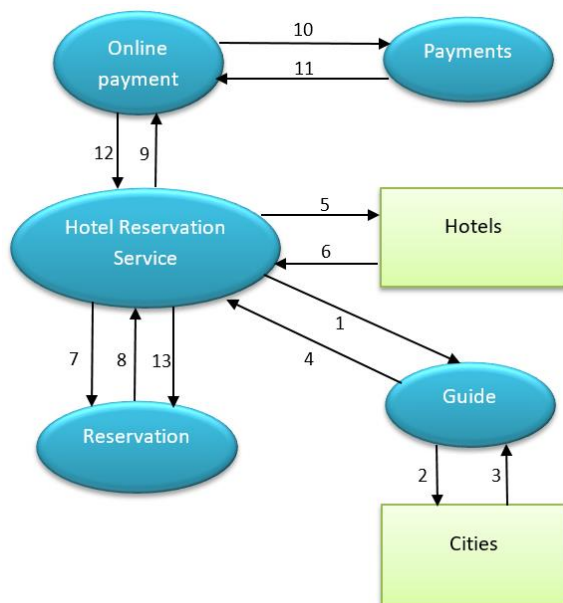 10
Online
payment
Payments
11
12
9
5
Hotel Reservation
Service
Hotels
6
1
7
8
13
4
Guide
Reservation
2
3
Cities